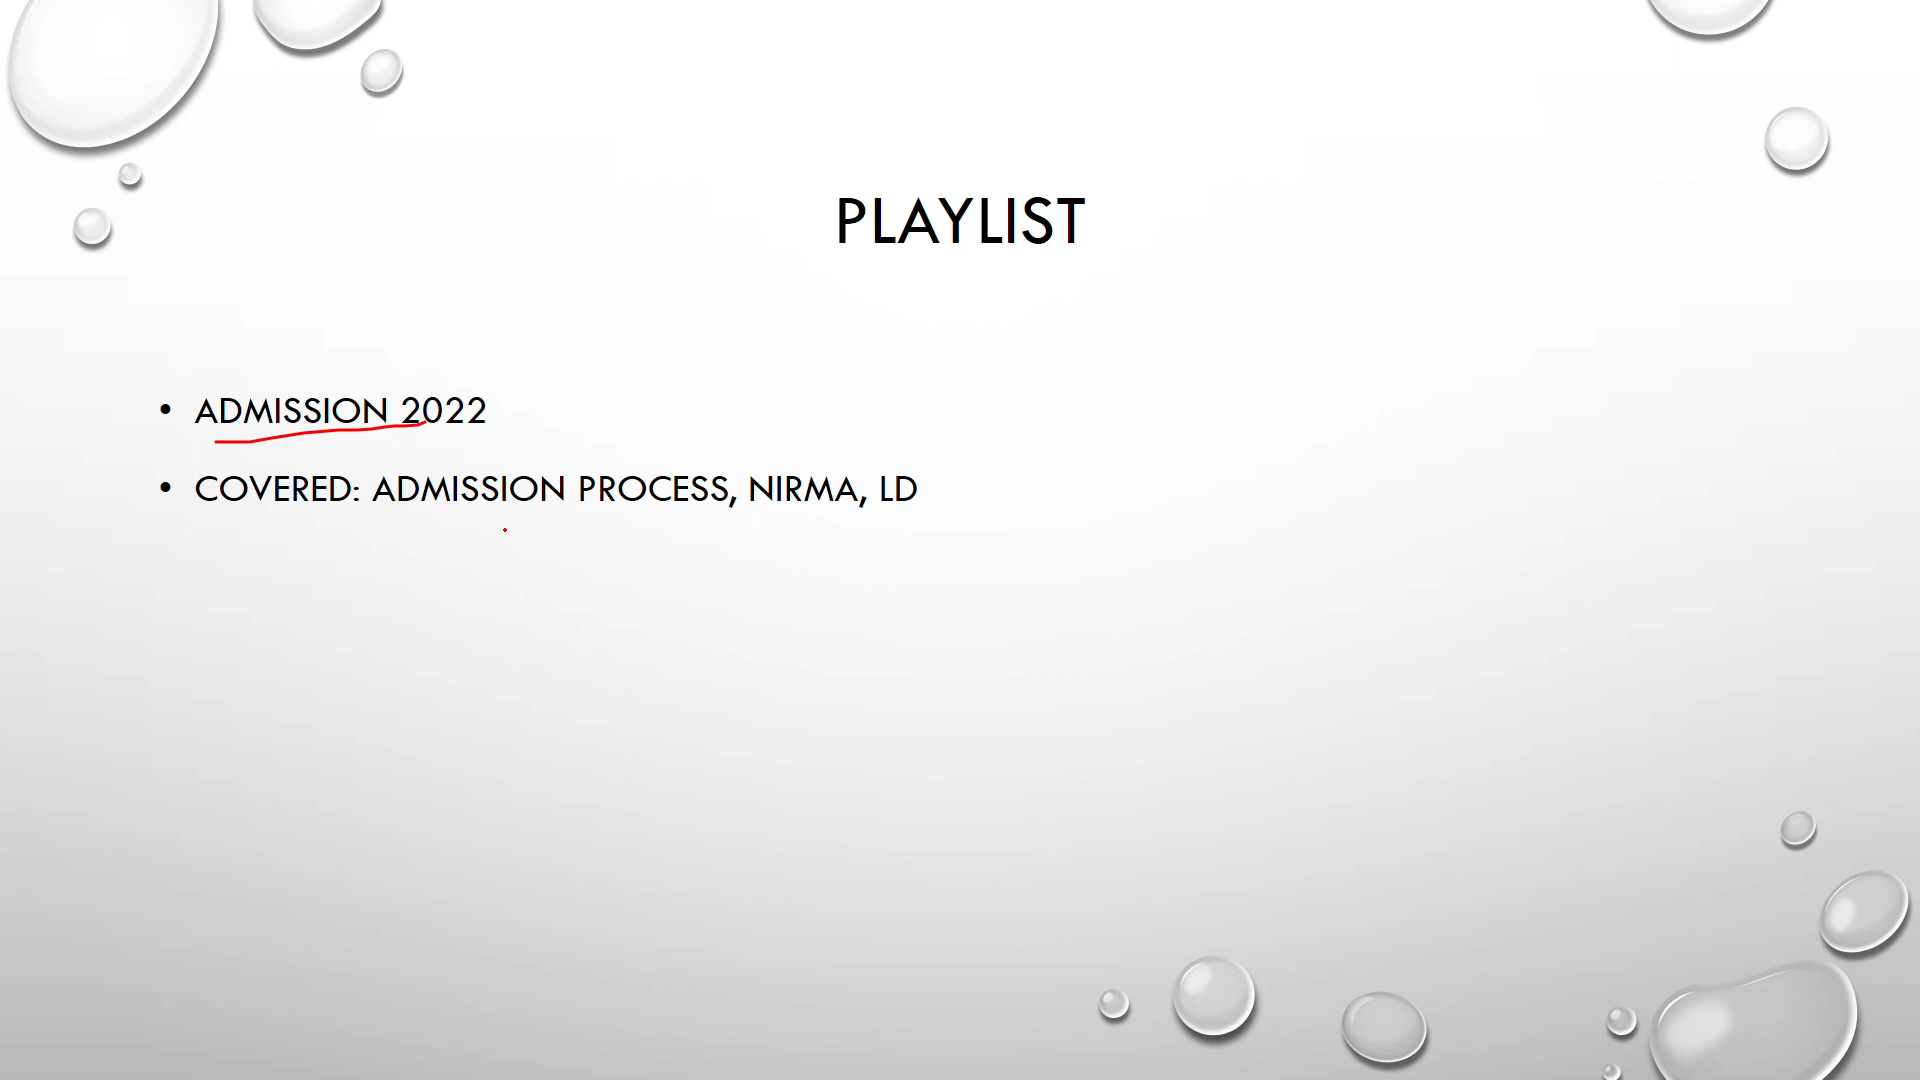 PLAYLIST
• ADMISSION 2022
• COVERED: ADMISSION PROCESS, NIRMA, LD